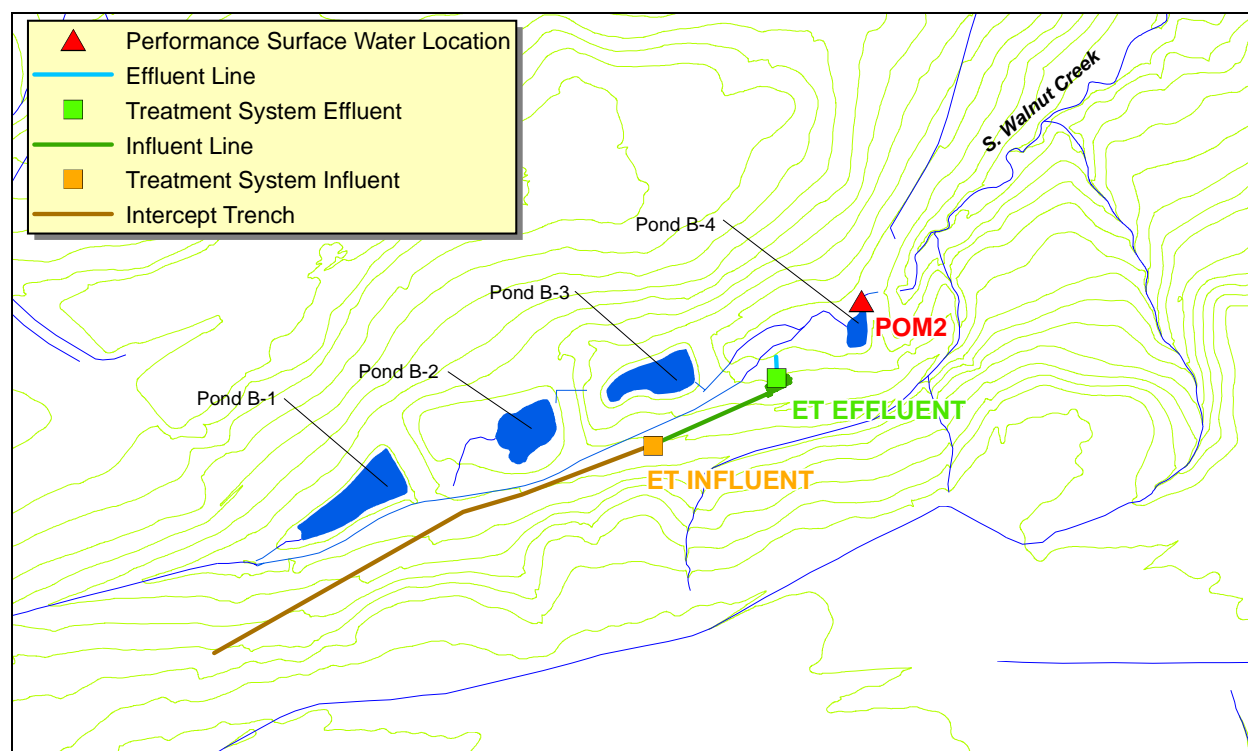 Performance Surface Water Location
Effluent Line
Treatment System Effluent
Influent Line
Treatment System Influent
Intercept Trench
S. Walnut Creek
Pond B-4
Pond B-3
POM2
Pond B-2
Pond B-1
ET EFFLUENT
ET INFLUENT